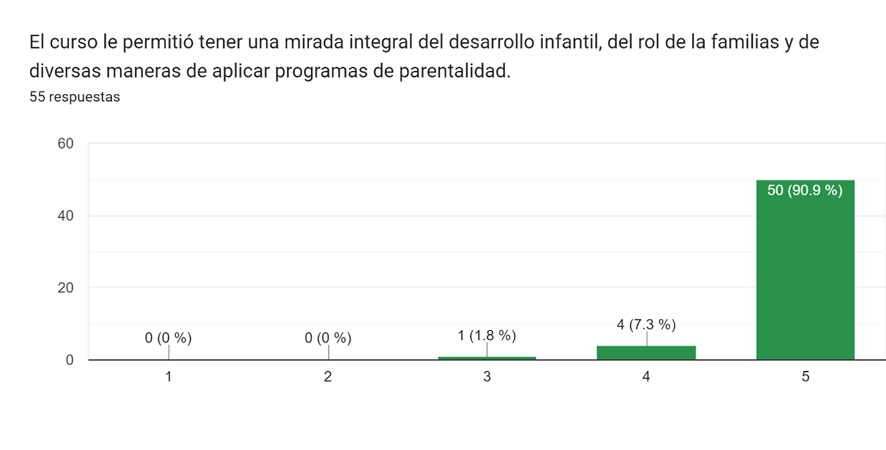 El curso le permitió tener una mirada integral del desarrollo infantil, del rol de la familias y de
diversas maneras de aplicar programas de parentalidad.
55 respuestas
60
40
20
0
0 (0 %)
0 (0 %)
1 (1.8 %)
4 (7.3 %)
50 (90.9 %)
1
2
3
4
5